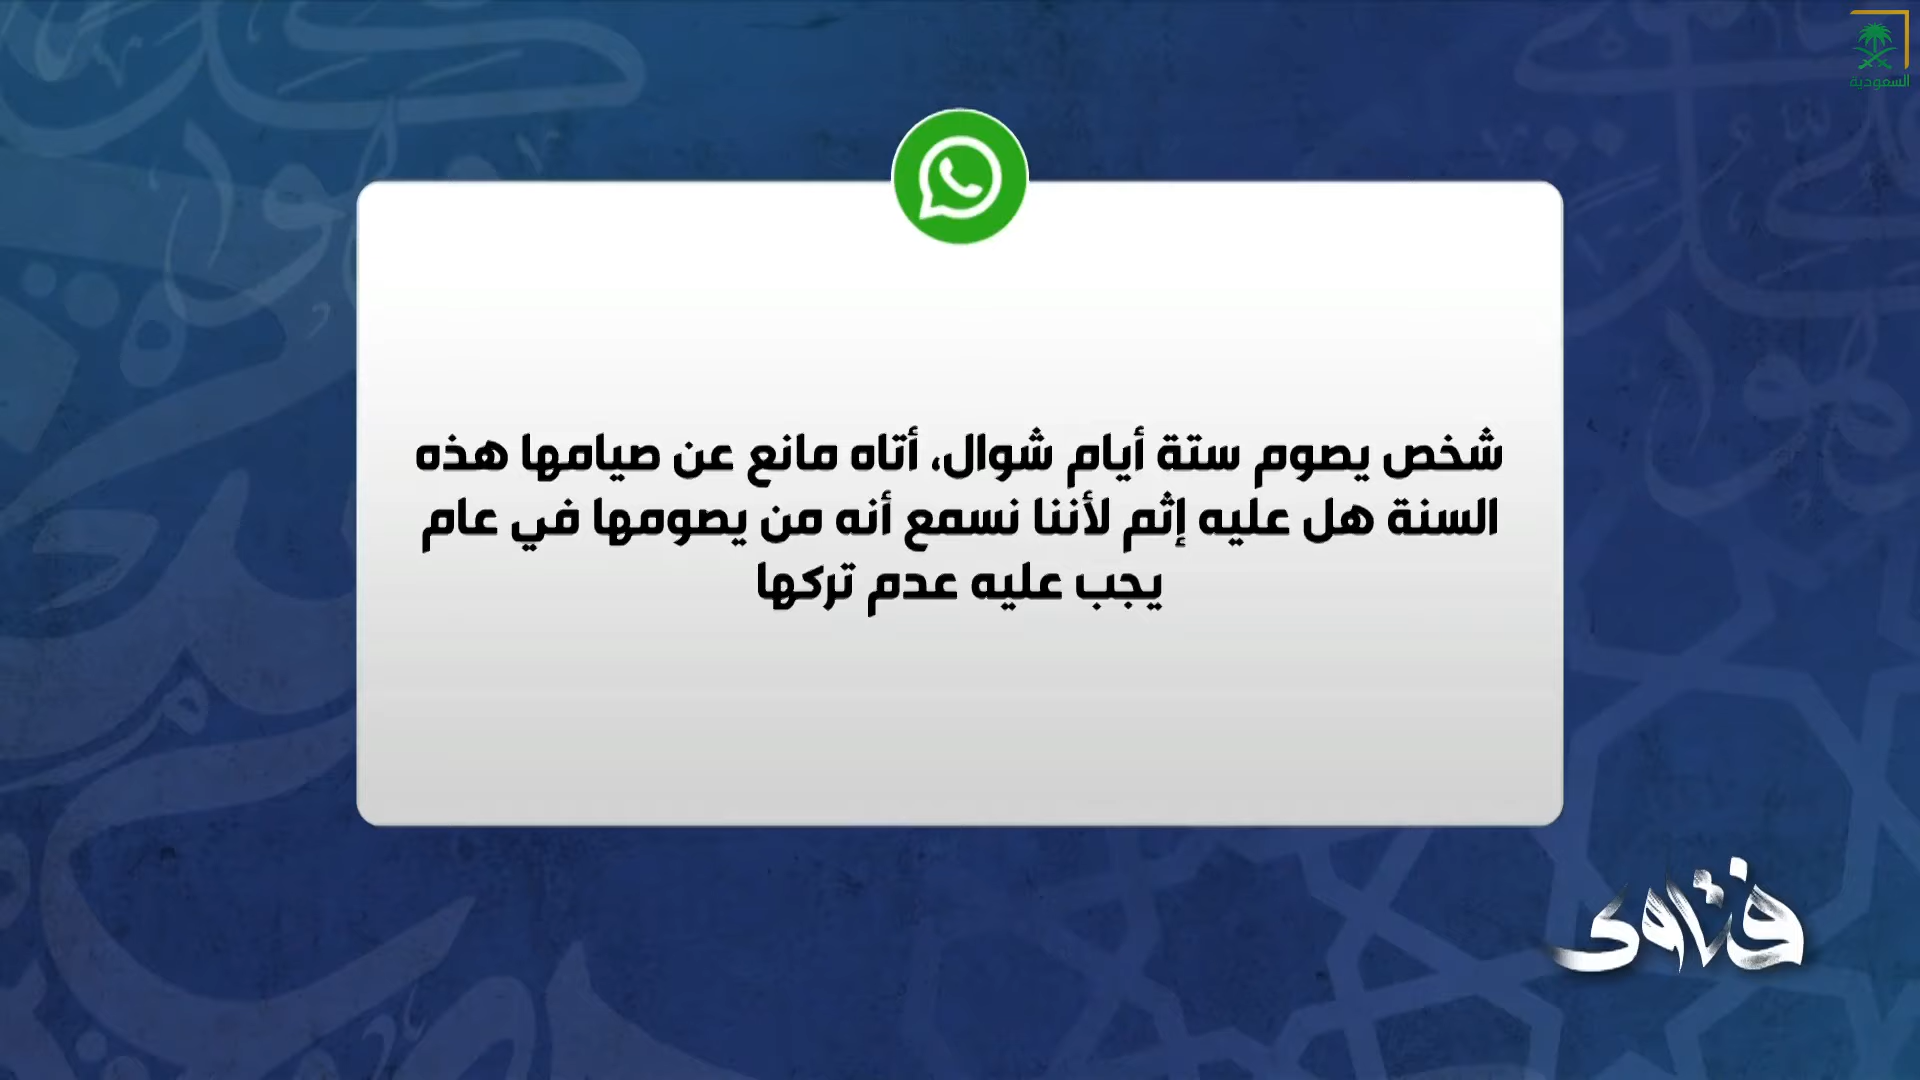 السعودية
شخص يصوم ستة أيام شوال، أتاه مانع عن صيامها هذه
السنة هل عليه إثم لأننا نسمع أنه من يصومها في عام
يجب عليه عدم تركها
فتاوى